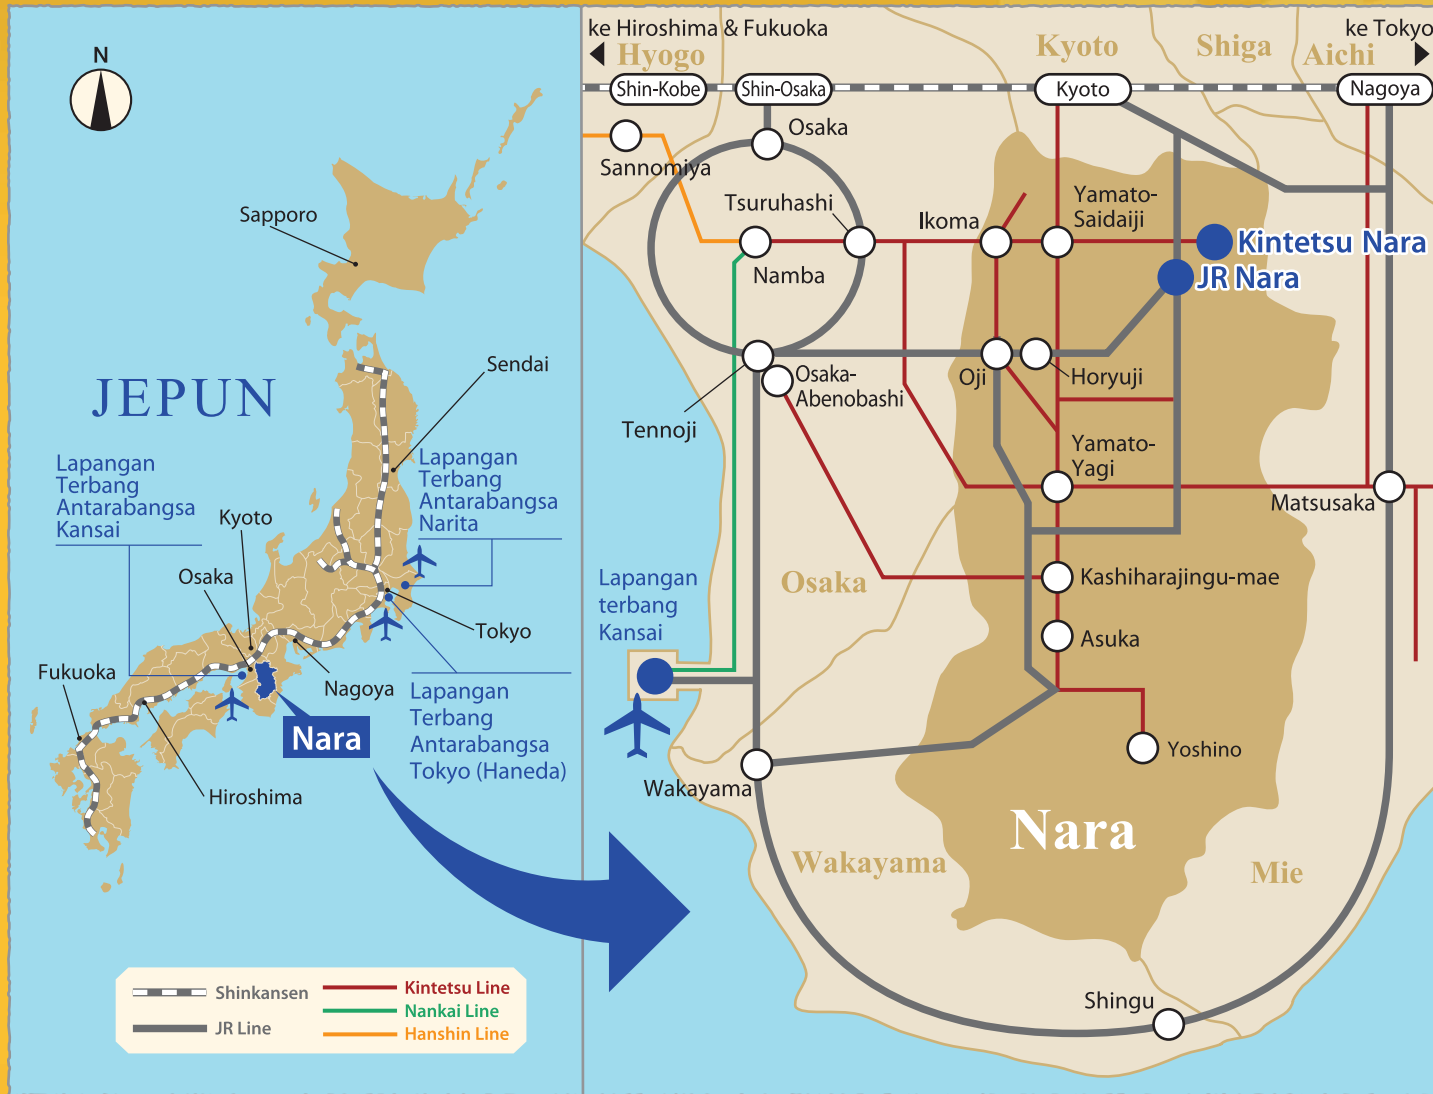 N
Sapporo
Sendai
JEPUN
Lapangan
Terbang
Antarabangsa
Kansai
Lapangan
Terbang
Antarabangsa
Narita
Kyoto
Osaka
Tokyo
Fukuoka
Nagoya
Lapangan
Terbang
Antarabangsa
Tokyo (Haneda)
Nara
Hiroshima
Shinkansen
JR Line
Kintetsu Line
Nankai Line
Hanshin Line
ke Hiroshima & Fukuoka
ke Tokyo
Hyogo
Kyoto
Shiga
Aichi
Shin-Kobe
Shin-Osaka
Kyoto
Nagoya
Osaka
Sannomiya
Tsuruhashi
Ikoma
Yamato-
Saidaiji
Kintetsu Nara
Namba
JR Nara
Oji
Horyuji
Osaka-
Abenobashi
Tennoji
Yamato-
Yagi
Matsusaka
Osaka
Kashiharajingu-mae
Lapangan
terbang
Kansai
Asuka
Yoshino
Wakayama
Nara
Wakayama
Mie
Shingu